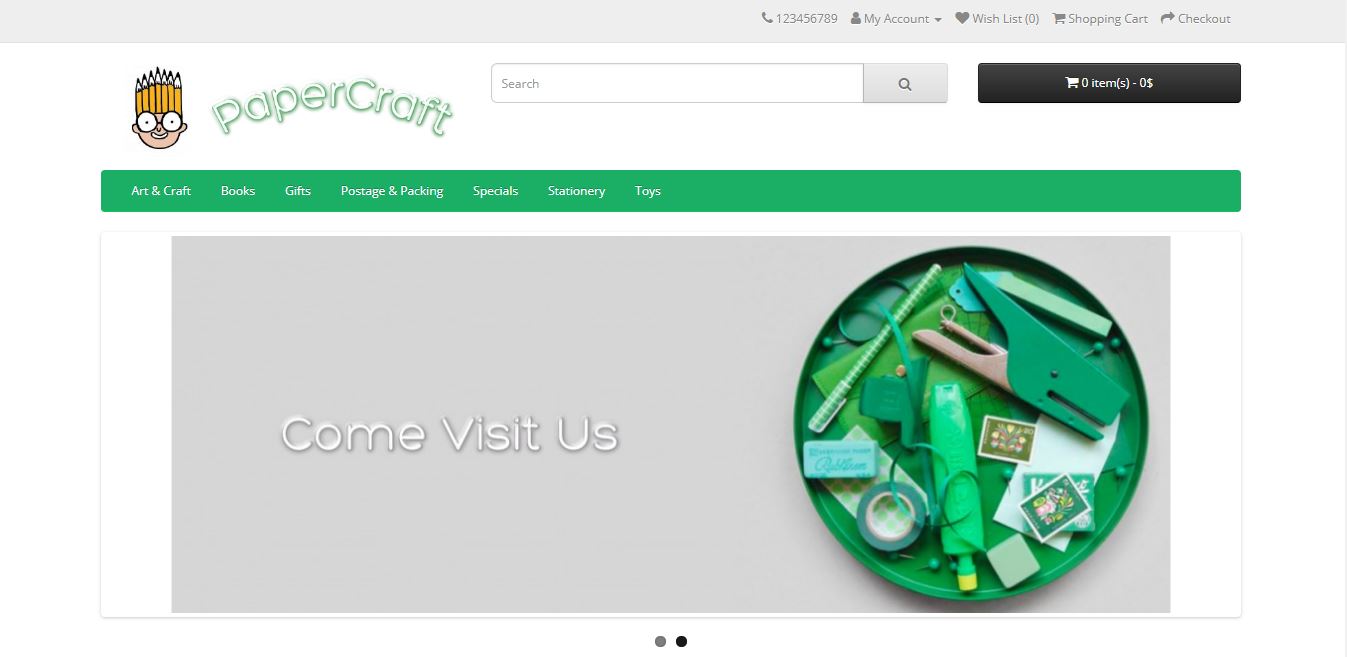 123456789 My Account Wish List (0) Shopping Cart Checkout
PaperCraft
Search
0 item(s) - 0$
Art & Craft Books Gifts Postage & Packing Specials Stationery Toys
Come Visit Us